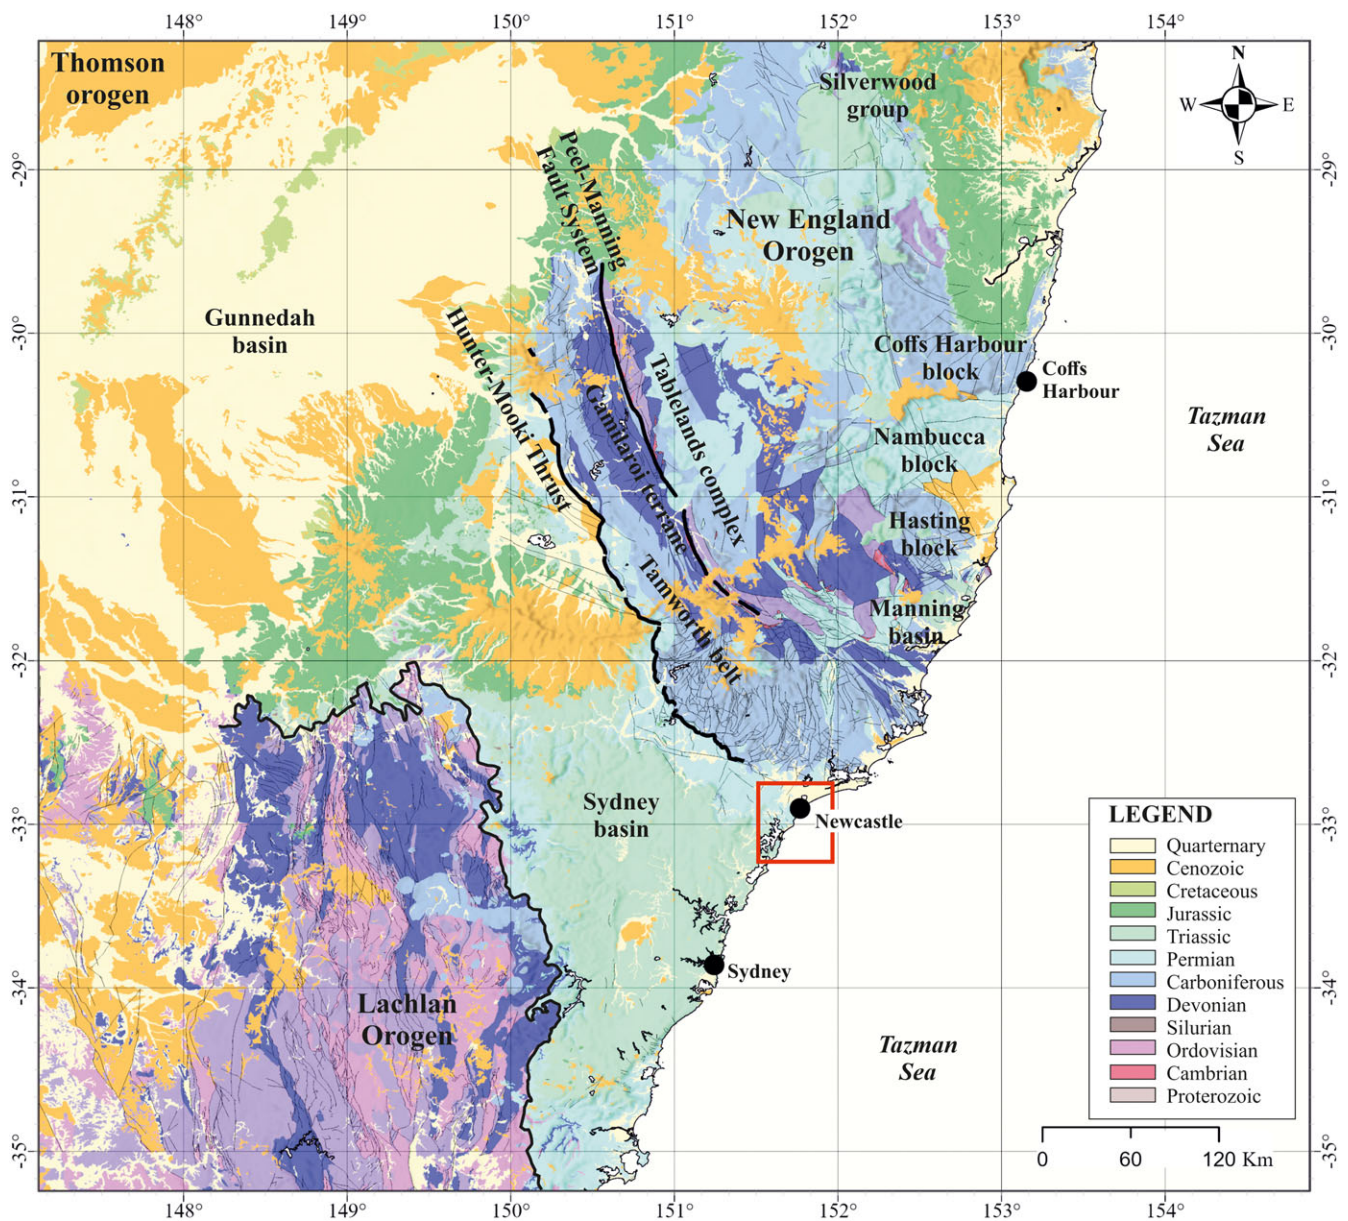 148° 149° 150° 151° 152° 153° 154°
Thomson
orogen
Silverwood
group
N
W E
S
-29° -29°
Peel-Manning
Fault System
New England
Orogen
Gunnedah
basin
-30° -30°
Hunter-Mooki Thrust
Coffs Harbour
block
Coffs
Harbour
Tablelands complex
Gamilaroi terrane
Tazman
Sea
Nambucca
block
-31° -31°
Hasting
block
Tamworth belt
Manning
basin
-32° -32°
Sydney
basin
Newcastle
-33° -33°
LEGEND
Quarternary
Cenozoic
Cretaceous
Jurassic
Triassic
Permian
Carboniferous
Devonian
Silurian
Ordovisian
Cambrian
Proterozoic
Sydney
-34° -34°
Lachlan
Orogen
Tazman
Sea
-35° -35°
0 60 120 Km
148° 149° 150° 151° 152° 153° 154°